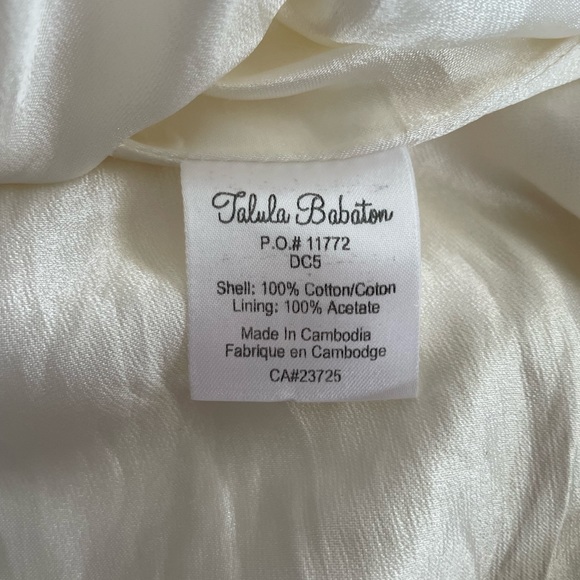 Talula Babaton
P.O.# 11772
DC5
Shell: 100% Cotton/Coton
Lining: 100% Acetate
Made In Cambodia
Fabrique en Cambodge
CA#23725